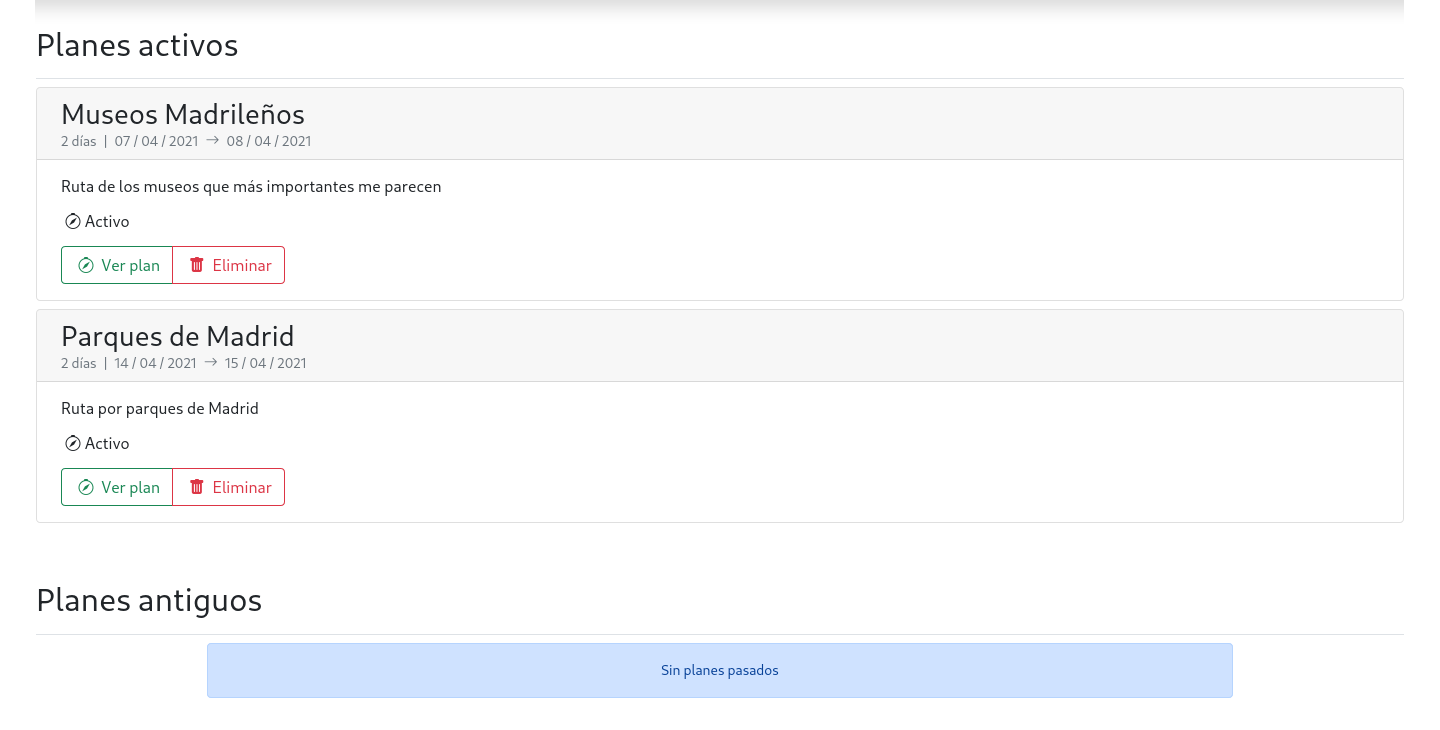 Planes activos
Museos Madrileños
2 días | 07 / 04 / 2021 → 08 / 04 / 2021
Ruta de los museos que más importantes me parecen
Activo
Ver plan Eliminar
Parques de Madrid
2 días | 14 / 04 / 2021 → 15 / 04 / 2021
Ruta por parques de Madrid
Activo
Ver plan Eliminar
Planes antiguos
Sin planes pasados